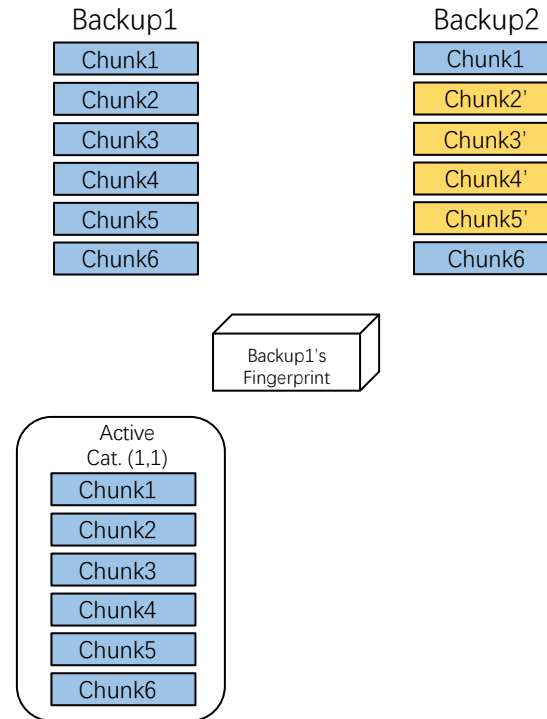 Backup1
Chunk1
Chunk2
Chunk3
Chunk4
Chunk5
Chunk6
Backup2
Chunk1
Chunk2’
Chunk3’
Chunk4’
Chunk5’
Chunk6
Backup1’s
Fingerprint
Active
Cat. (1,1)
Chunk1
Chunk2
Chunk3
Chunk4
Chunk5
Chunk6